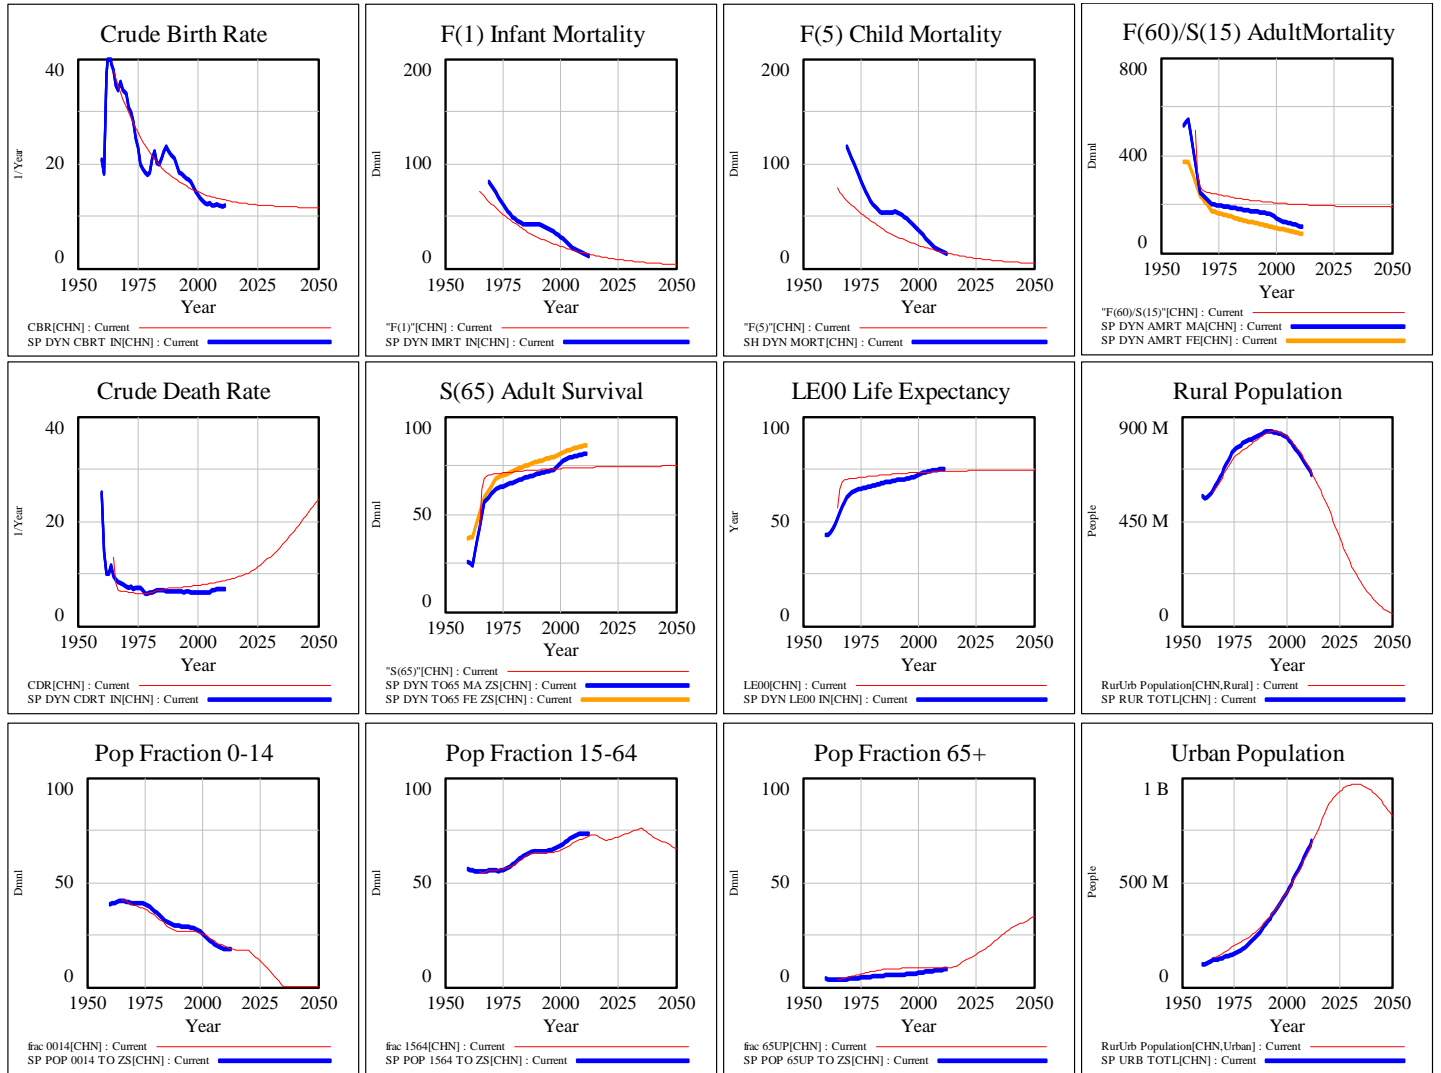 Crude Birth Rate
40
20
0
1/Year
1950 1975 2000 2025 2050
Year
CBR[CHN] : Current
SP DYN CBRT IN[CHN] : Current
F(1) Infant Mortality
200
100
0
Dmnl
1950 1975 2000 2025 2050
Year
"F(1)"[CHN] : Current
SP DYN IMRT IN[CHN] : Current
F(5) Child Mortality
200
100
0
Dmnl
1950 1975 2000 2025 2050
Year
"F(5)"[CHN] : Current
SH DYN MORT[CHN] : Current
F(60)/S(15) AdultMortality
800
400
0
Dmnl
1950 1975 2000 2025 2050
Year
"F(60)/S(15)"[CHN] : Current
SP DYN AMRT MA[CHN] : Current
SP DYN AMRT FE[CHN] : Current
Crude Death Rate
40
20
0
1/Year
1950 1975 2000 2025 2050
Year
CDR[CHN] : Current
SP DYN CDRT IN[CHN] : Current
S(65) Adult Survival
100
50
0
Dmnl
1950 1975 2000 2025 2050
Year
"S(65)"[CHN] : Current
SP DYN TO65 MA ZS[CHN] : Current
SP DYN TO65 FE ZS[CHN] : Current
LE00 Life Expectancy
100
50
0
Year
1950 1975 2000 2025 2050
Year
LE00[CHN] : Current
SP DYN LE00 IN[CHN] : Current
Rural Population
900 M
450 M
0
People
1950 1975 2000 2025 2050
Year
RurUrb Population[CHN,Rural] : Current
SP RUR TOTL[CHN] : Current
Pop Fraction 0-14
100
50
0
Dmnl
1950 1975 2000 2025 2050
Year
frac 0014[CHN] : Current
SP POP 0014 TO ZS[CHN] : Current
Pop Fraction 15-64
100
50
0
Dmnl
1950 1975 2000 2025 2050
Year
frac 1564[CHN] : Current
SP POP 1564 TO ZS[CHN] : Current
Pop Fraction 65+
100
50
0
Dmnl
1950 1975 2000 2025 2050
Year
frac 65UP[CHN] : Current
SP POP 65UP TO ZS[CHN] : Current
Urban Population
1 B
500 M
0
People
1950 1975 2000 2025 2050
Year
RurUrb Population[CHN,Urban] : Current
SP URB TOTL[CHN] : Current